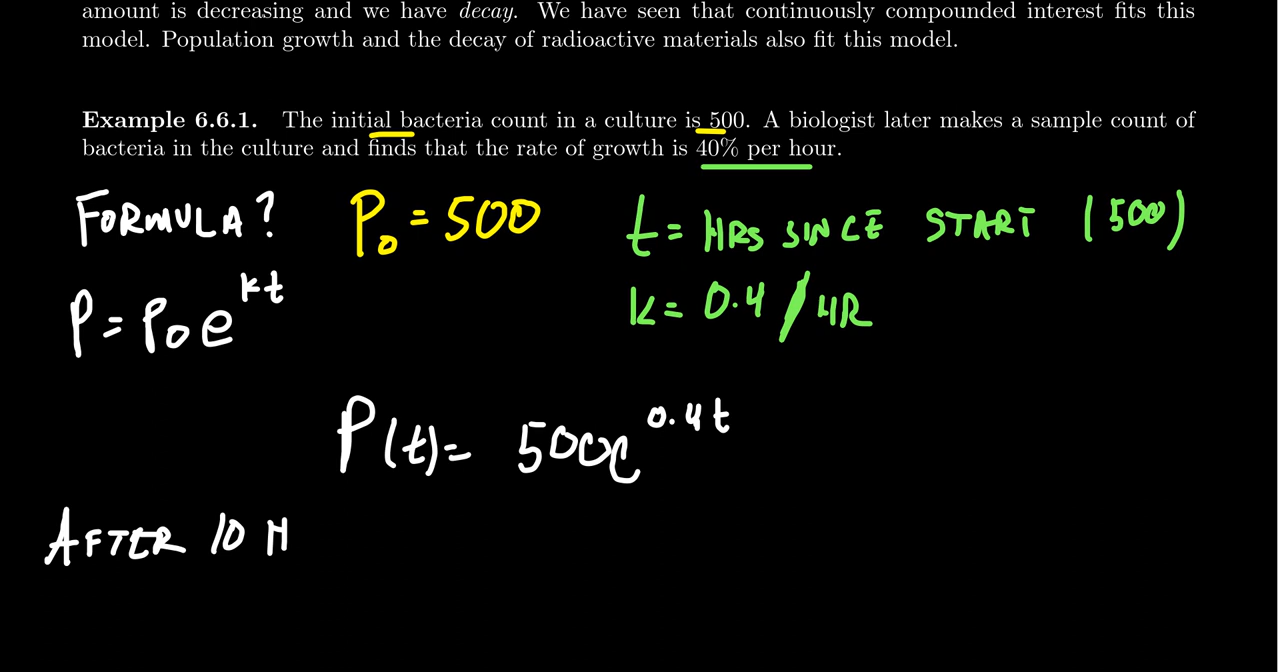 amount is decreasing and we have decay. We have seen that continuously compounded interest fits this
model. Population growth and the decay of radioactive materials also fit this model.
Example 6.6.1. The initial bacteria count in a culture is 500. A biologist later makes a sample count of
bacteria in the culture and finds that the rate of growth is 40% per hour.
FORMULA? P₀ = 500 t = HRS SINCE START (500)
P = P₀e^kt k = 0.4 / HR
P(t) = 500e^0.4t
AFTER 10 H